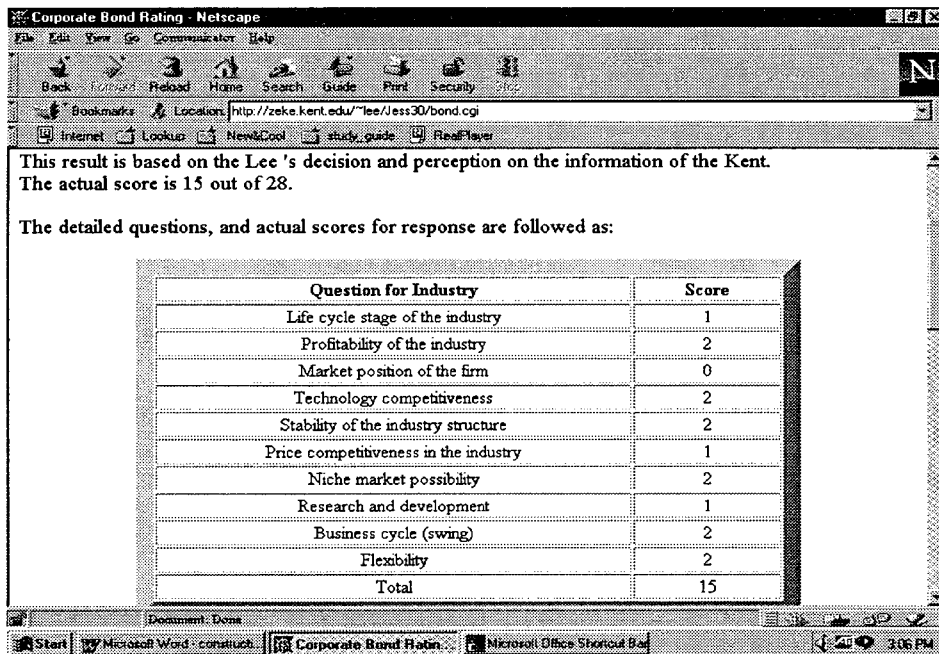 Corporate Bond Rating - Netscape
File Edit View Go Communicator Help
Back Forward Reload Home Search Guide Print Security Stop
N
Bookmarks Location: http://zeke.kent.edu/~lee/Jess30/bond.cgi
Internet Lookup New&Cool study_guide RealPlayer
This result is based on the Lee 's decision and perception on the information of the Kent.
The actual score is 15 out of 28.
The detailed questions, and actual scores for response are followed as:
Question for Industry Score
Life cycle stage of the industry 1
Profitability of the industry 2
Market position of the firm 0
Technology competitiveness 2
Stability of the industry structure 2
Price competitiveness in the industry 1
Niche market possibility 2
Research and development 1
Business cycle (swing) 2
Flexibility 2
Total 15
Document: Done
Start Microsoft Word - construct... Corporate Bond Ratin... Microsoft Office Shortcut Bar 3:06 PM